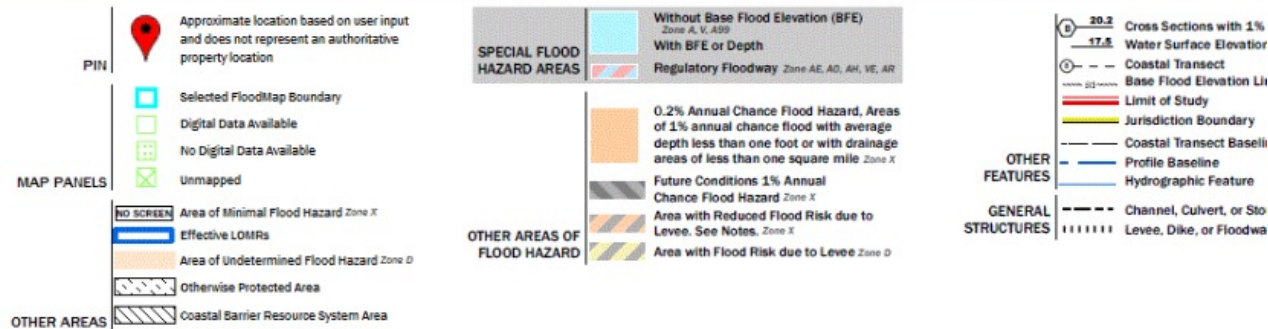 PIN
Approximate location based on user input
and does not represent an authoritative
property location
MAP PANELS
Selected FloodMap Boundary
Digital Data Available
No Digital Data Available
Unmapped
OTHER AREAS
NO SCREEN Area of Minimal Flood Hazard Zone X
Effective LOMRs
Area of Undetermined Flood Hazard Zone D
Otherwise Protected Area
Coastal Barrier Resource System Area
SPECIAL FLOOD
HAZARD AREAS
Without Base Flood Elevation (BFE)
Zone A, V, A99
With BFE or Depth
Regulatory Floodway Zone AE, AO, AH, VE, AR
OTHER AREAS OF
FLOOD HAZARD
0.2% Annual Chance Flood Hazard, Areas
of 1% annual chance flood with average
depth less than one foot or with drainage
areas of less than one square mile Zone X
Future Conditions 1% Annual
Chance Flood Hazard Zone X
Area with Reduced Flood Risk due to
Levee. See Notes. Zone X
Area with Flood Risk due to Levee Zone D
OTHER
FEATURES
B 20.2 Cross Sections with 1%
17.5 Water Surface Elevation
8 Coastal Transect
Base Flood Elevation Li
Limit of Study
Jurisdiction Boundary
Coastal Transect Baseli
Profile Baseline
Hydrographic Feature
GENERAL
STRUCTURES
Channel, Culvert, or Sto
Levee, Dike, or Floodwa